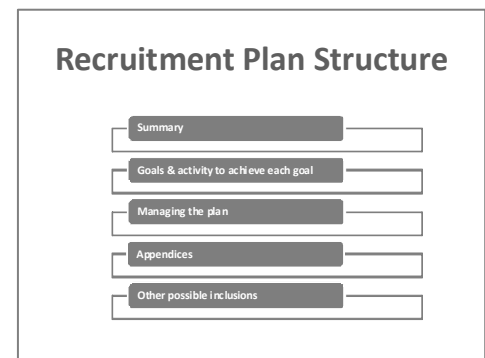 Recruitment Plan Structure
Summary
Goals & activity to achieve each goal
Managing the plan
Appendices
Other possible inclusions